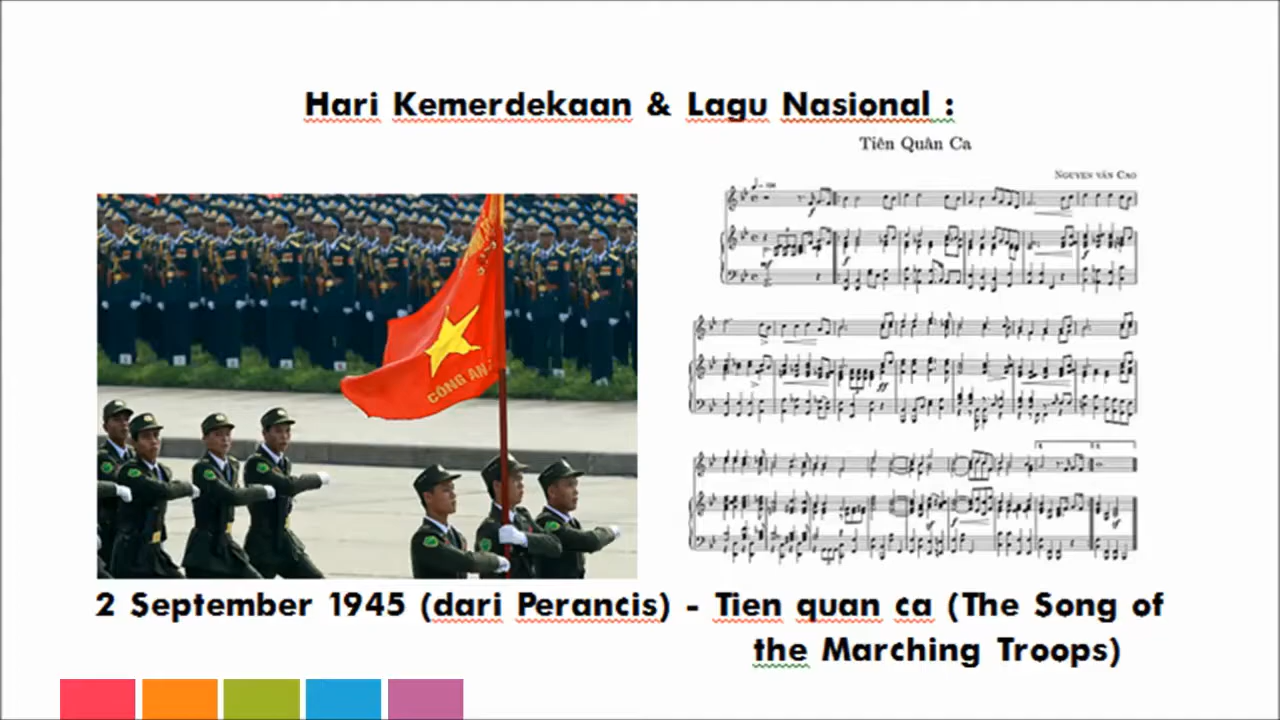 Hari Kemerdekaan & Lagu Nasional :
Tiến Quân Ca
NGUYEN VĂN CAO
CÔNG AN
2 September 1945 (dari Perancis) - Tien quan ca (The Song of
the Marching Troops)